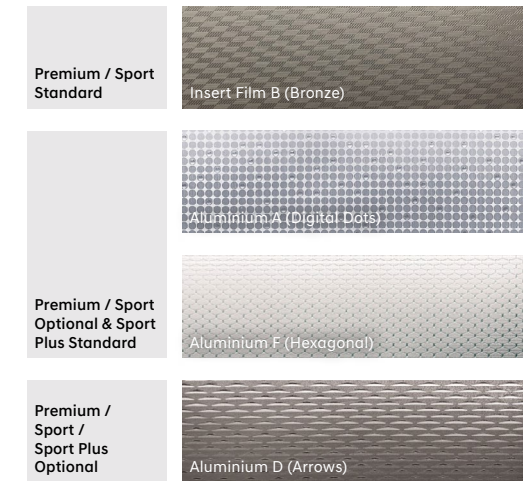 Premium / Sport
Standard
Insert Film B (Bronze)
Aluminium A (Digital Dots)
Premium / Sport
Optional & Sport
Plus Standard
Aluminium F (Hexagonal)
Premium /
Sport /
Sport Plus
Optional
Aluminium D (Arrows)